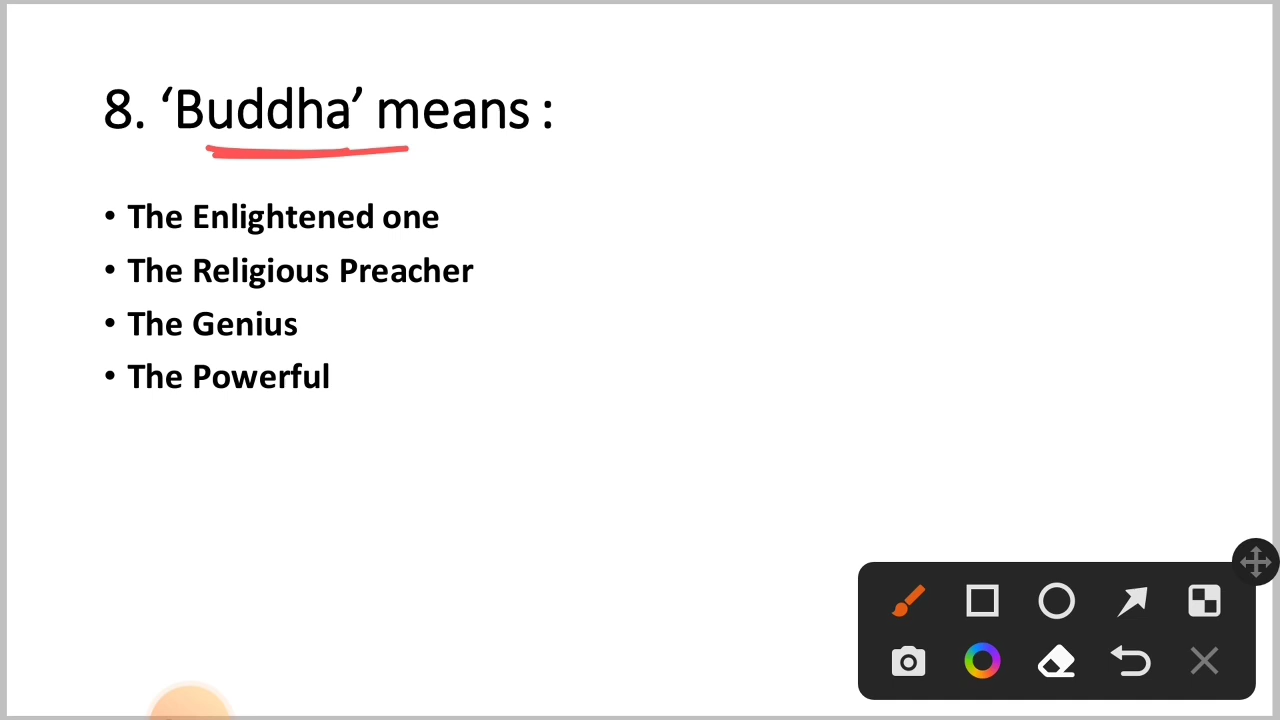 8. ‘Buddha’ means :
• The Enlightened one
• The Religious Preacher
• The Genius
• The Powerful